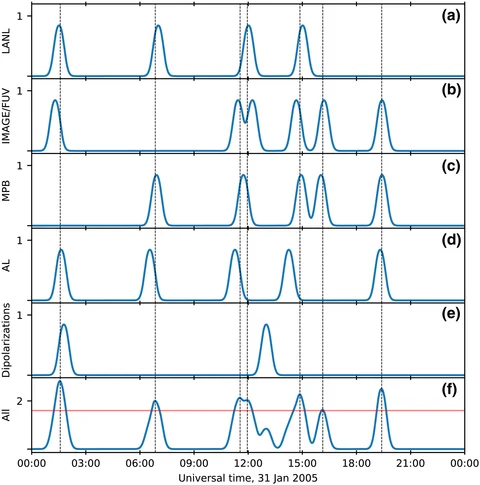 (a)
1
LANL
(b)
1
IMAGE/FUV
(c)
1
MPB
(d)
1
AL
(e)
1
Dipolarizations
(f)
2
All
00:00 03:00 06:00 09:00 12:00 15:00 18:00 21:00 00:00
Universal time, 31 Jan 2005